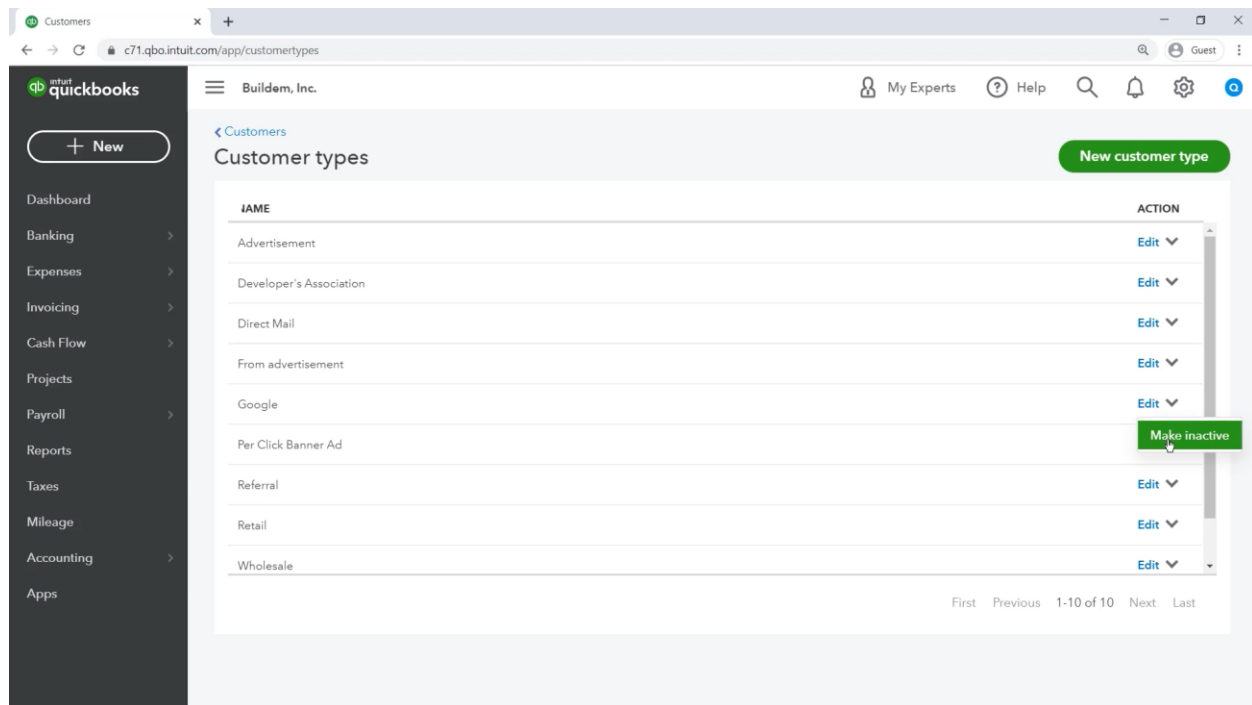 Customers
c71.qbo.intuit.com/app/customertypes
Guest
qb intuit quickbooks
Buildem, Inc.
My Experts
Help
+ New
Customers
Customer types
New customer type
Dashboard
Banking
Expenses
Invoicing
Cash Flow
Projects
Payroll
Reports
Taxes
Mileage
Accounting
Apps
NAME ACTION
Advertisement Edit
Developer's Association Edit
Direct Mail Edit
From advertisement Edit
Google Edit
Make inactive
Per Click Banner Ad
Referral Edit
Retail Edit
Wholesale Edit
First Previous 1-10 of 10 Next Last